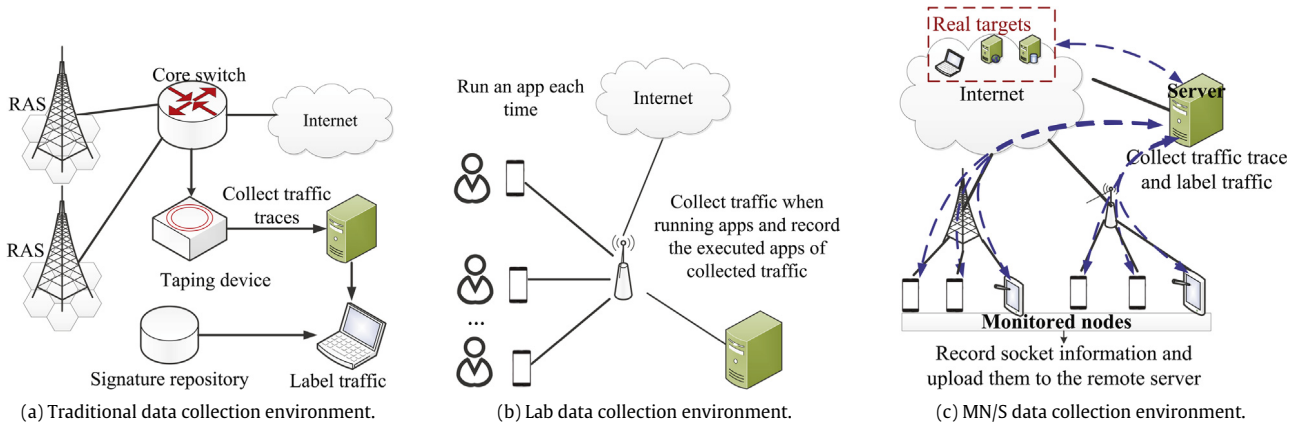 Core switch
RAS
Internet
Collect traffic
traces
RAS
Taping device
Signature repository
Label traffic
(a) Traditional data collection environment.
Run an app each
time
Internet
Collect traffic when
running apps and record
the executed apps of
collected traffic
...
(b) Lab data collection environment.
Real targets
Internet
Server
Collect traffic trace
and label traffic
Monitored nodes
Record socket information and
upload them to the remote server
(c) MN/S data collection environment.